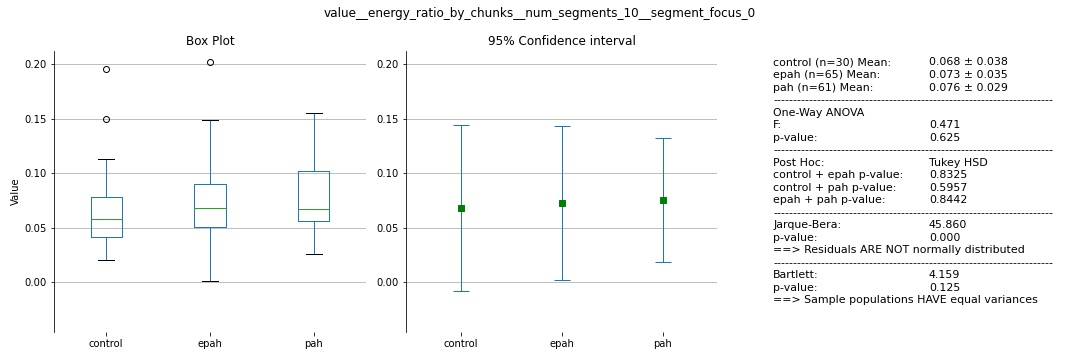 value__energy_ratio_by_chunks__num_segments_10__segment_focus_0
Box Plot
Value
0.20
0.15
0.10
0.05
0.00
control epah pah
95% Confidence interval
0.20
0.15
0.10
0.05
0.00
control epah pah
control (n=30) Mean: 0.068 ± 0.038
epah (n=65) Mean: 0.073 ± 0.035
pah (n=61) Mean: 0.076 ± 0.029
One-Way ANOVA
F: 0.471
p-value: 0.625
Post Hoc: Tukey HSD
control + epah p-value: 0.8325
control + pah p-value: 0.5957
epah + pah p-value: 0.8442
Jarque-Bera: 45.860
p-value: 0.000
==> Residuals ARE NOT normally distributed
Bartlett: 4.159
p-value: 0.125
==> Sample populations HAVE equal variances